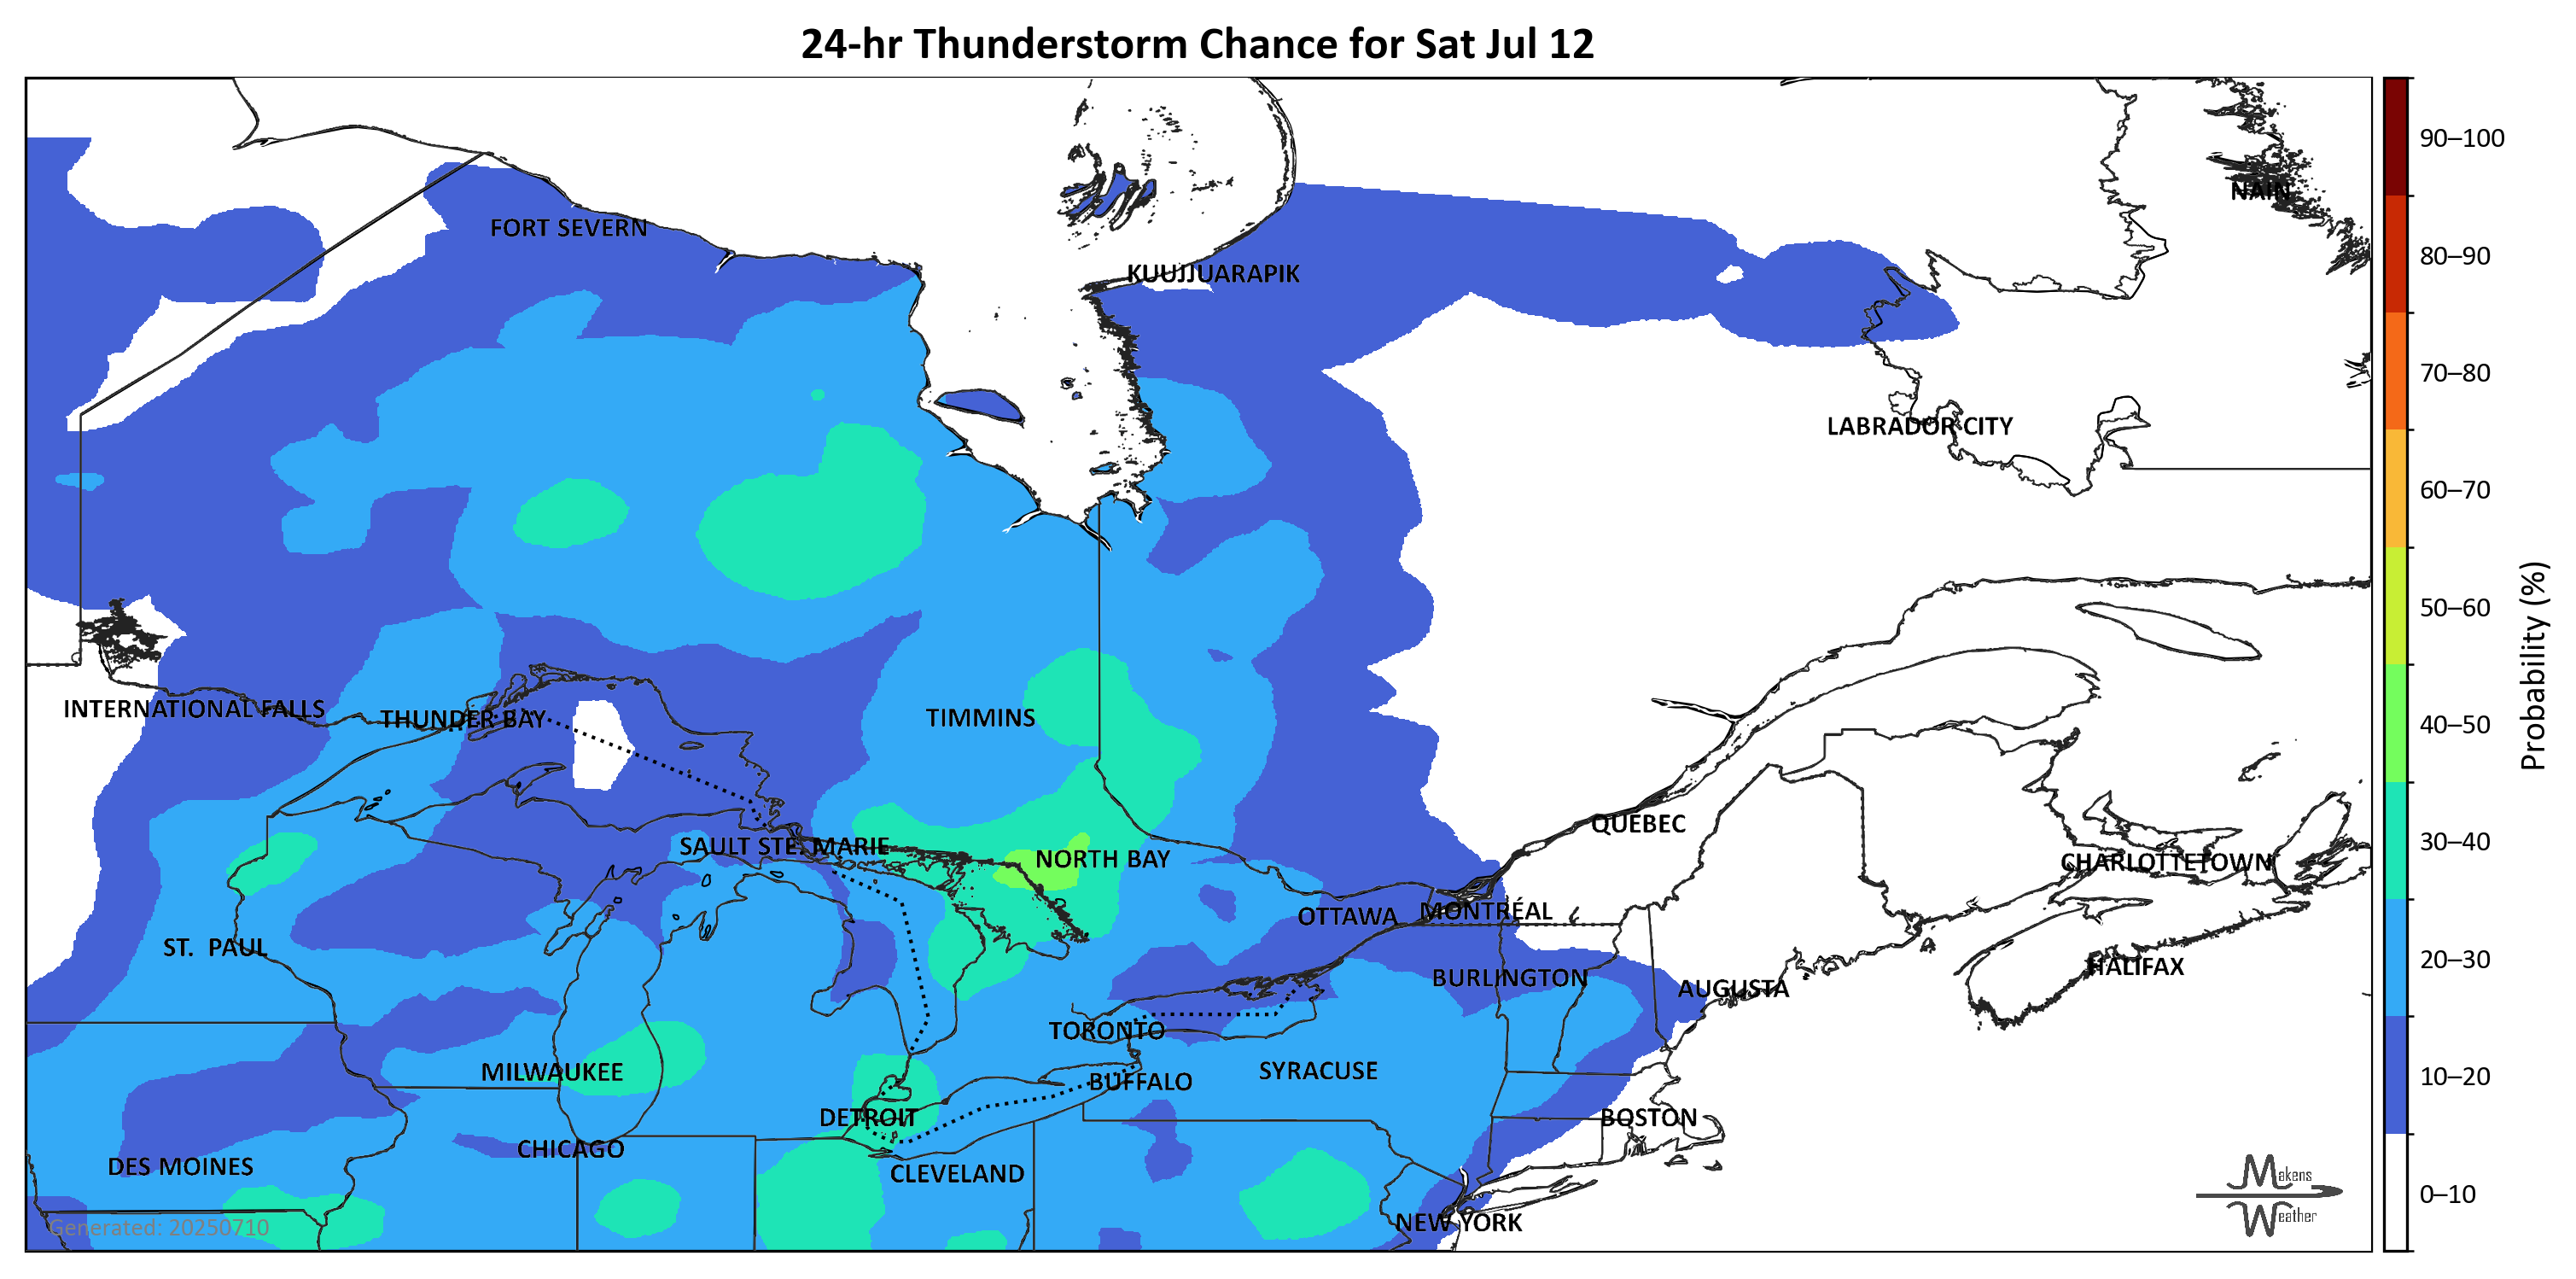 24-hr Thunderstorm Chance for Sat Jul 12
NAIN
FORT SEVERN
KUUJJUARAPIK
LABRADOR CITY
INTERNATIONAL FALLS
THUNDER BAY
TIMMINS
QUEBEC
SAULT STE. MARIE
NORTH BAY
CHARLOTTETOWN
OTTAWA
MONTRÉAL
ST. PAUL
BURLINGTON
AUGUSTA
HALIFAX
TORONTO
MILWAUKEE
BUFFALO
SYRACUSE
DETROIT
BOSTON
CHICAGO
DES MOINES
CLEVELAND
NEW YORK
Generated: 20250710
Makens
Weather
90–100
80–90
70–80
60–70
50–60
40–50
30–40
20–30
10–20
0–10
Probability (%)